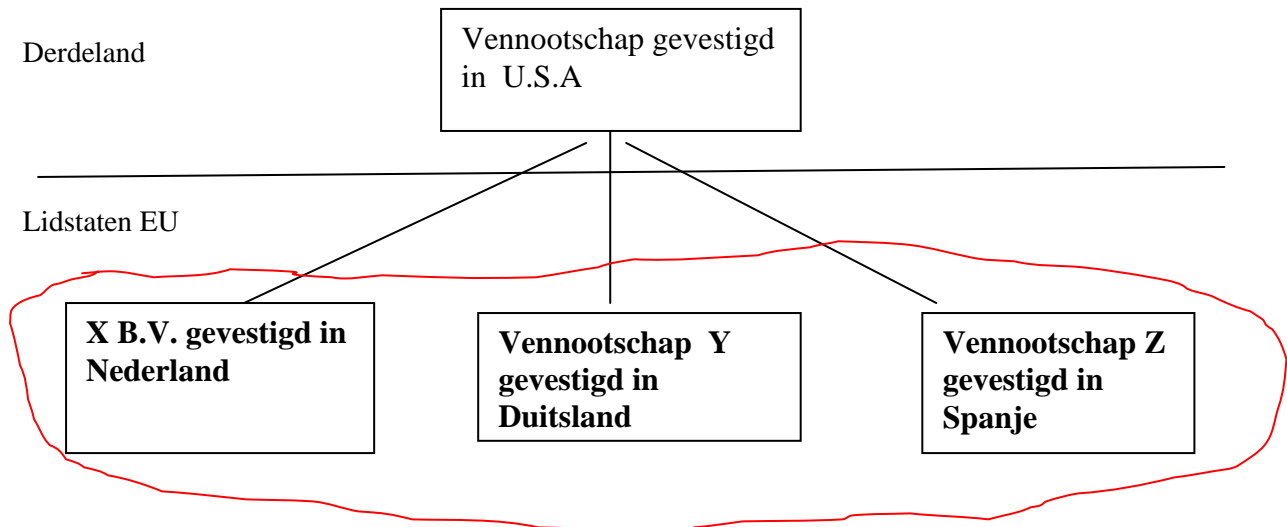 Derdeland
Vennootschap gevestigd
in U.S.A
Lidstaten EU
X B.V. gevestigd in
Nederland
Vennootschap Y
gevestigd in
Duitsland
Vennootschap Z
gevestigd in
Spanje